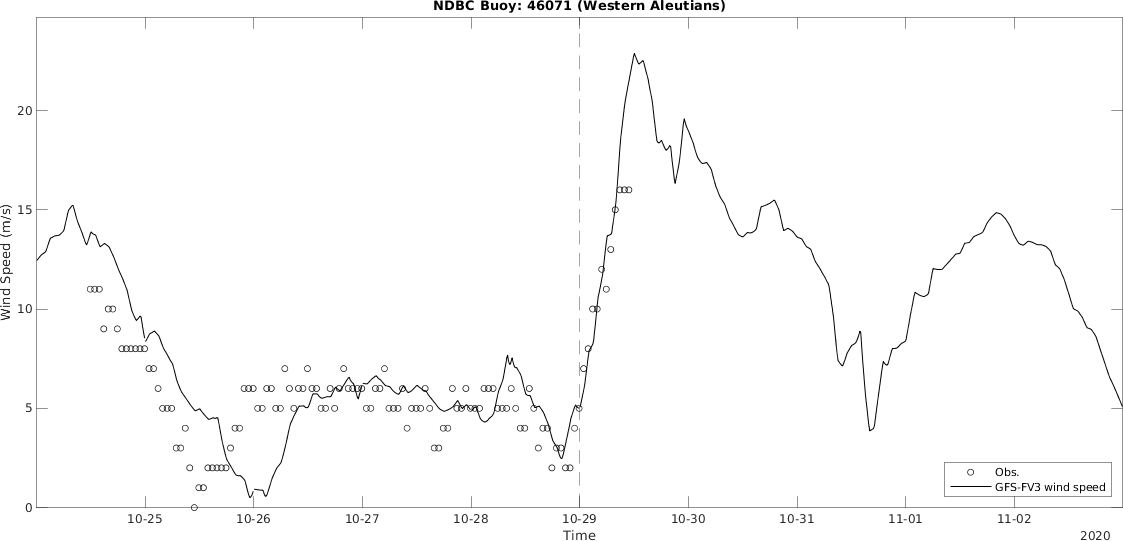 NDBC Buoy: 46071 (Western Aleutians)
Wind Speed (m/s)
20
15
10
5
0
10-25 10-26 10-27 10-28 10-29 10-30 10-31 11-01 11-02
Time
2020
Obs.
GFS-FV3 wind speed